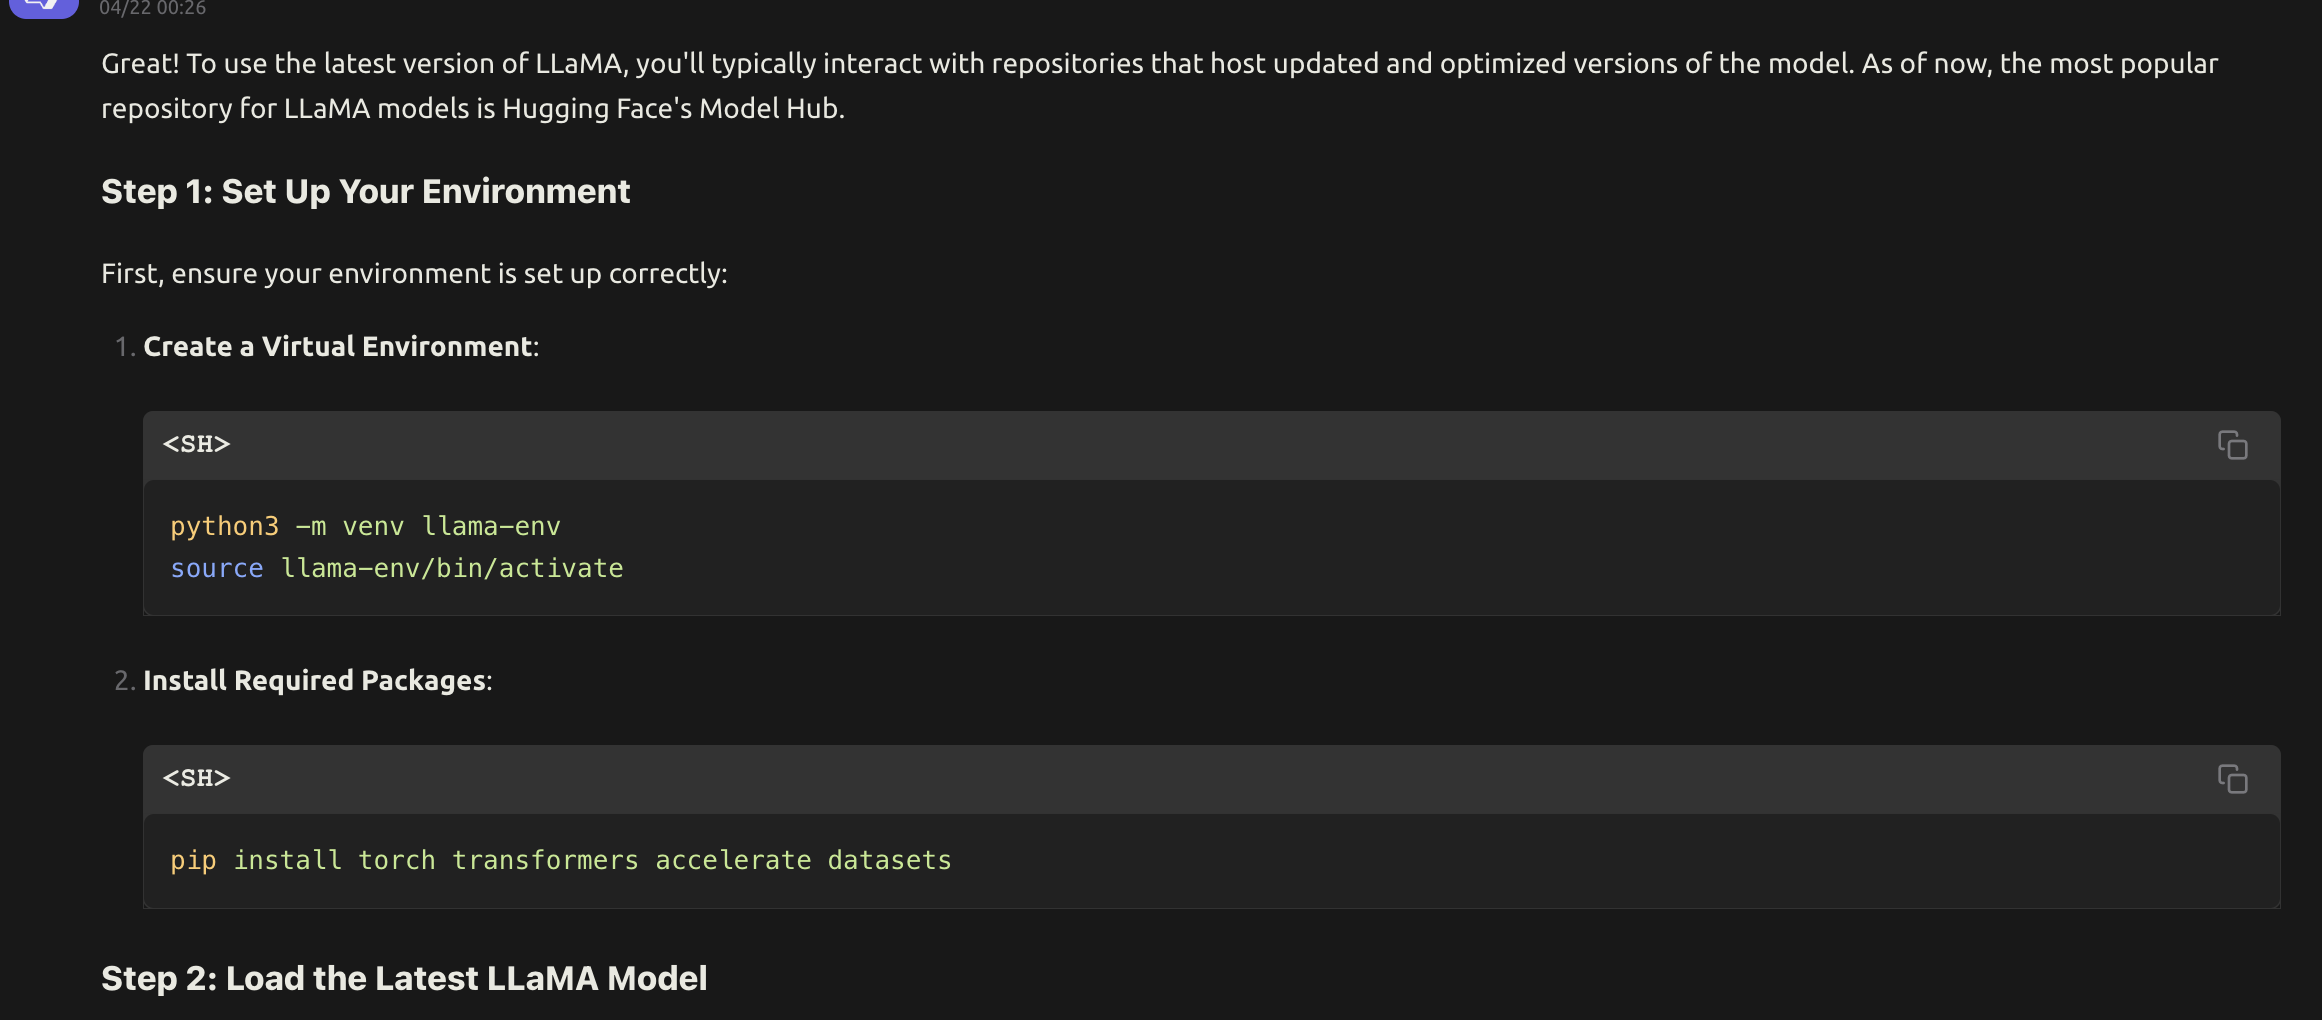 04/22 00:26
Great! To use the latest version of LLaMA, you'll typically interact with repositories that host updated and optimized versions of the model. As of now, the most popular
repository for LLaMA models is Hugging Face's Model Hub.
Step 1: Set Up Your Environment
First, ensure your environment is set up correctly:
1. Create a Virtual Environment:
<SH>
python3 -m venv llama-env
source llama-env/bin/activate
2. Install Required Packages:
<SH>
pip install torch transformers accelerate datasets
Step 2: Load the Latest LLaMA Model